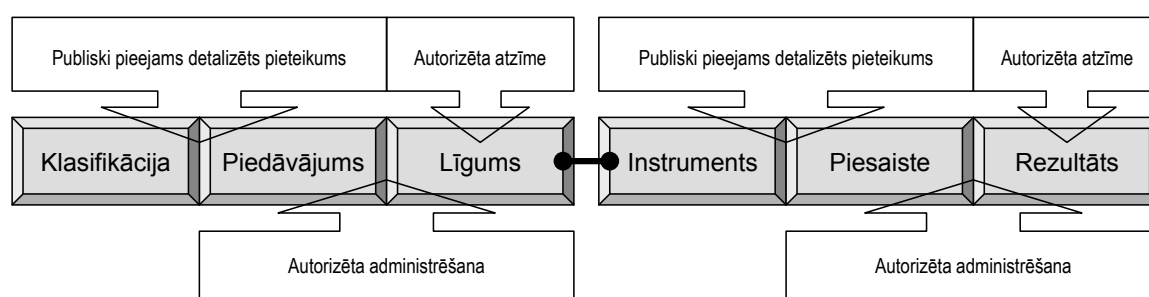 Publiski pieejams detalizēts pieteikums
Autorizēta atzīme
Publiski pieejams detalizēts pieteikums
Autorizēta atzīme
Klasifikācija
Piedāvājums
Līgums
Instruments
Piesaiste
Rezultāts
Autorizēta administrēšana
Autorizēta administrēšana